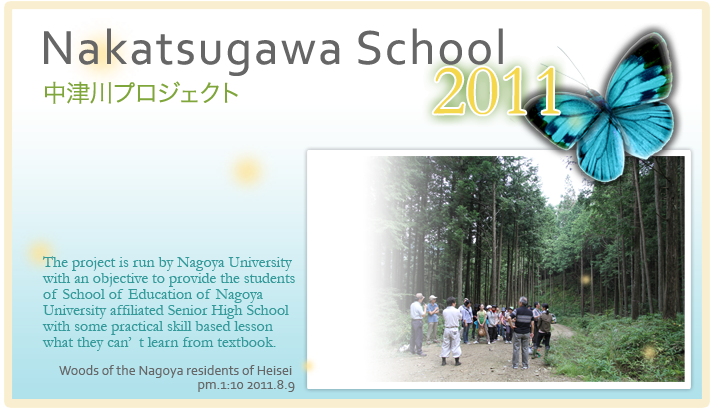 Nakatsugawa School
2011
中津川プロジェクト
The project is run by Nagoya University
with an objective to provide the students
of School of Education of Nagoya
University affiliated Senior High School
with some practical skill based lesson
what they can’t learn from textbook.
Woods of the Nagoya residents of Heisei
pm.1:10 2011.8.9